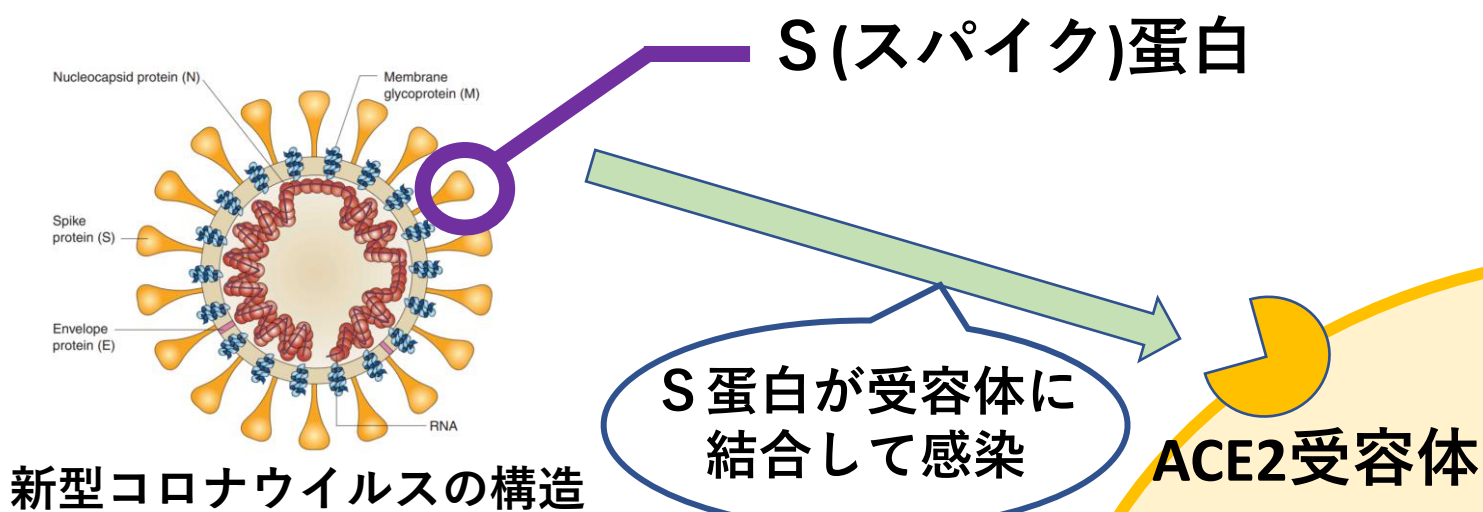 S(スパイク)蛋白
Nucleocapsid protein (N)
Membrane
glycoprotein (M)
Spike
protein (S)
Envelope
protein (E)
RNA
S蛋白が受容体に
結合して感染
ACE2受容体
新型コロナウイルスの構造